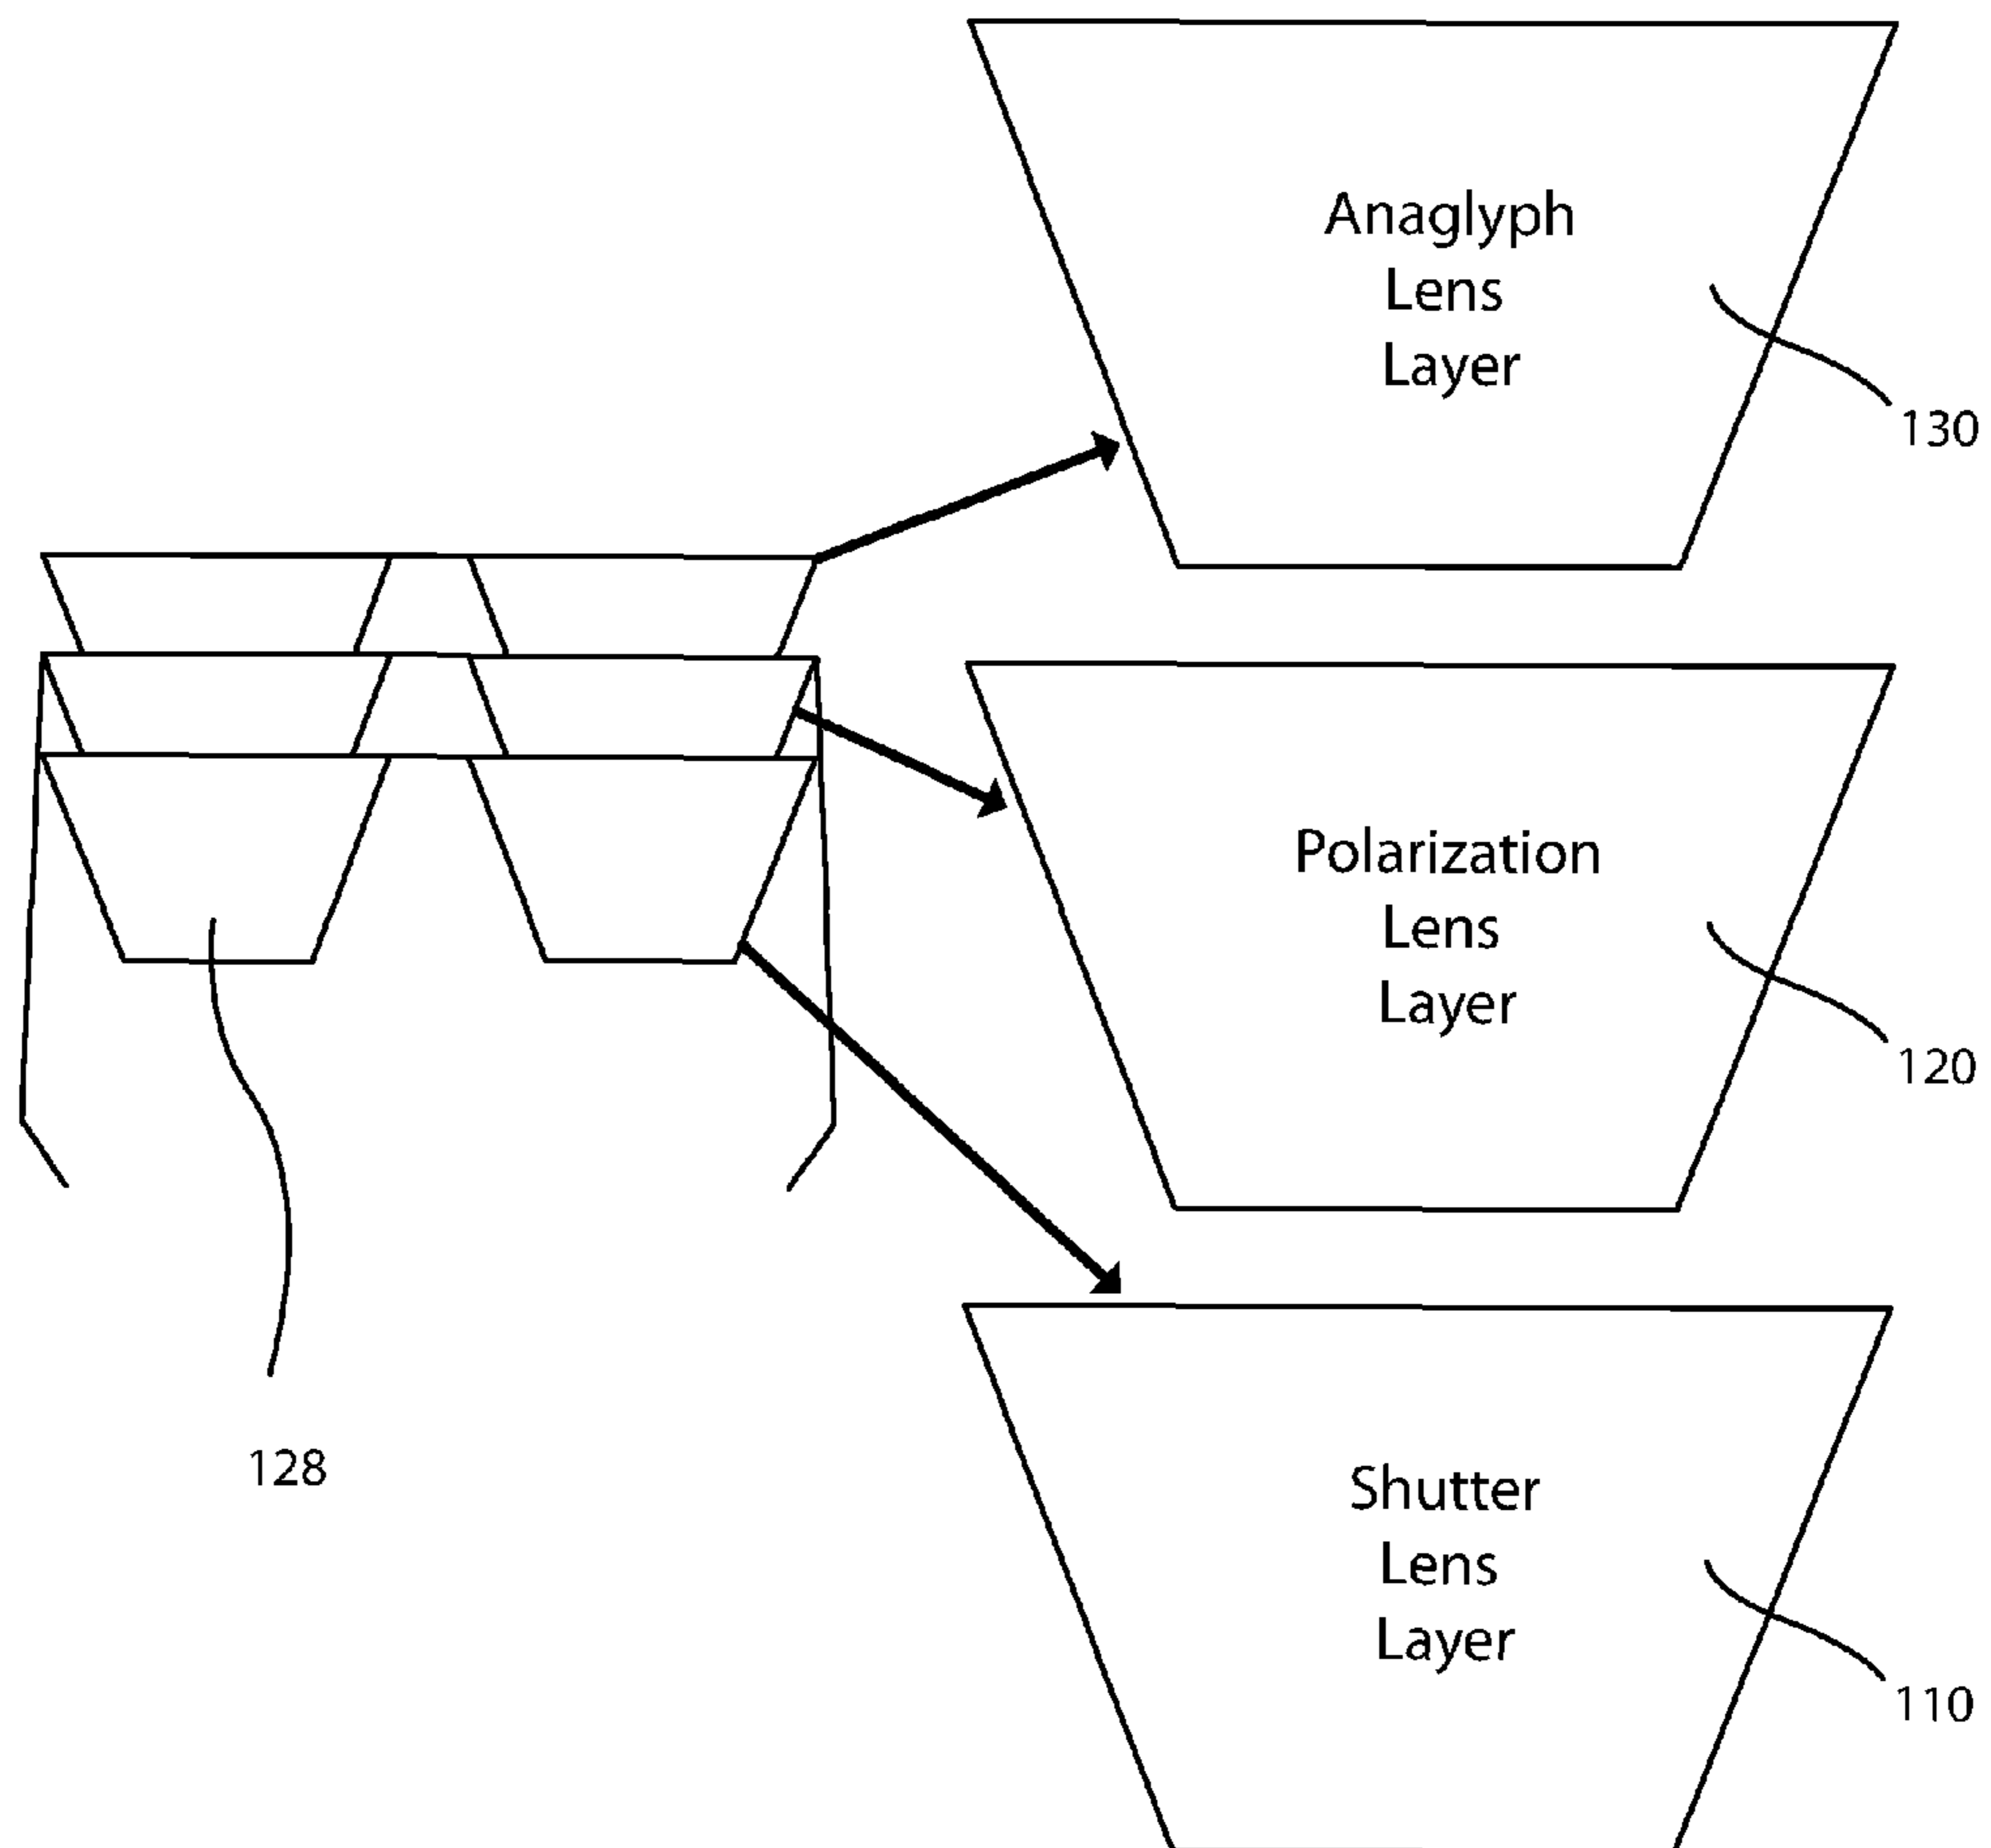 Anaglyph
Lens
Layer
130
Polarization
Lens
Layer
120
128
Shutter
Lens
Layer
110